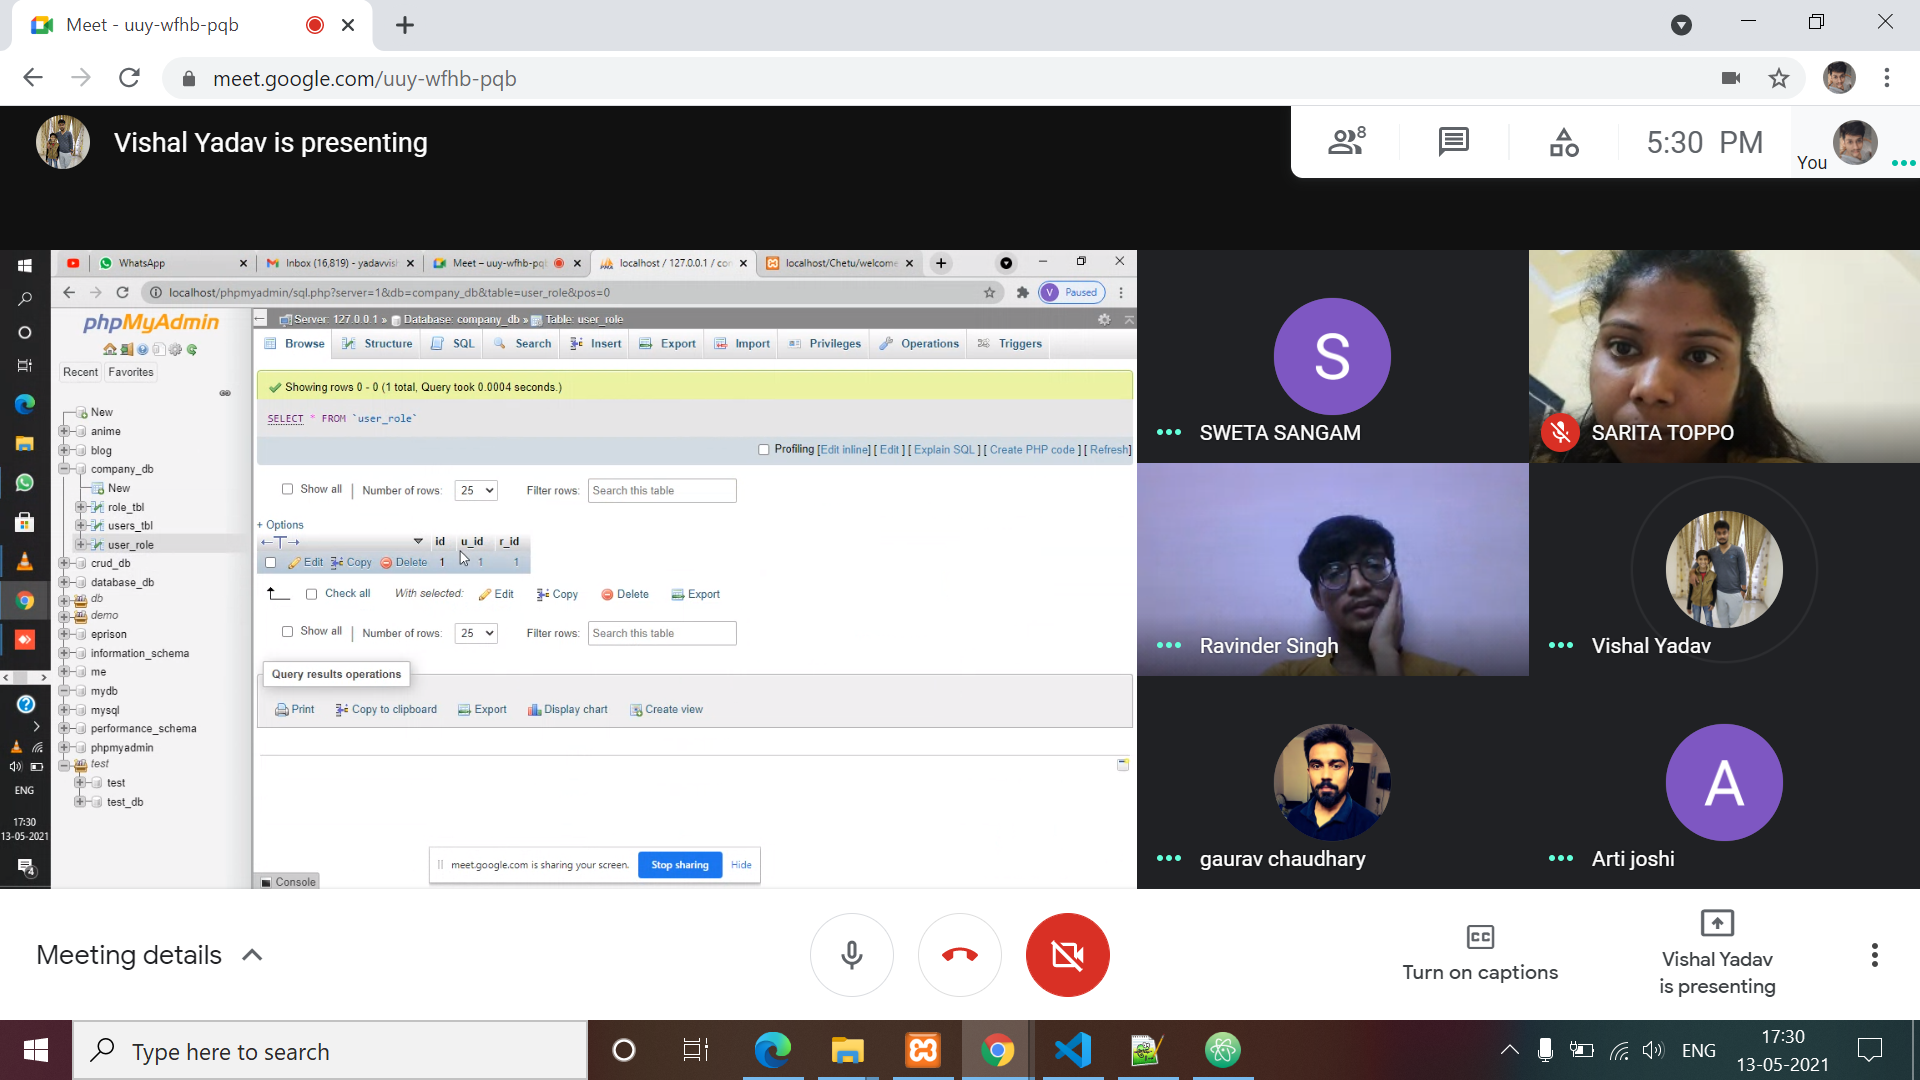 Meet - uuy-wfhb-pqb
meet.google.com/uuy-wfhb-pqb
Vishal Yadav is presenting
8
5:30 PM
You
WhatsApp
Inbox (16,819) - yadavvish
Meet – uuy-wfhb-pq
localhost / 127.0.0.1 / co
localhost/Chetu/welcome
localhost/phpmyadmin/sql.php?server=1&db=company_db&table=user_role&pos=0
V Paused
phpMyAdmin
Recent Favorites
New
anime
blog
company_db
New
role_tbl
users_tbl
user_role
crud_db
database_db
db
demo
eprison
information_schema
me
mydb
mysql
performance_schema
phpmyadmin
test
test
test_db
ENG
17:30
13-05-2021
4
Server: 127.0.0.1 » Database: company_db » Table: user_role
Browse Structure SQL Search Insert Export Import Privileges Operations Triggers
Showing rows 0 - 0 (1 total, Query took 0.0004 seconds.)
SELECT * FROM `user_role`
Profiling [Edit inline] [ Edit ] [ Explain SQL ] [ Create PHP code ] [ Refresh]
Show all | Number of rows: 25 Filter rows: Search this table
+ Options
←T→ id u_id r_id
Edit Copy Delete 1 1 1
Check all With selected: Edit Copy Delete Export
Show all | Number of rows: 25 Filter rows: Search this table
Query results operations
Print Copy to clipboard Export Display chart Create view
meet.google.com is sharing your screen. Stop sharing Hide
Console
S
SWETA SANGAM
SARITA TOPPO
Ravinder Singh
Vishal Yadav
gaurav chaudhary
A
Arti joshi
Meeting details
CC
Turn on captions
Vishal Yadav
is presenting
Type here to search
ENG
17:30
13-05-2021